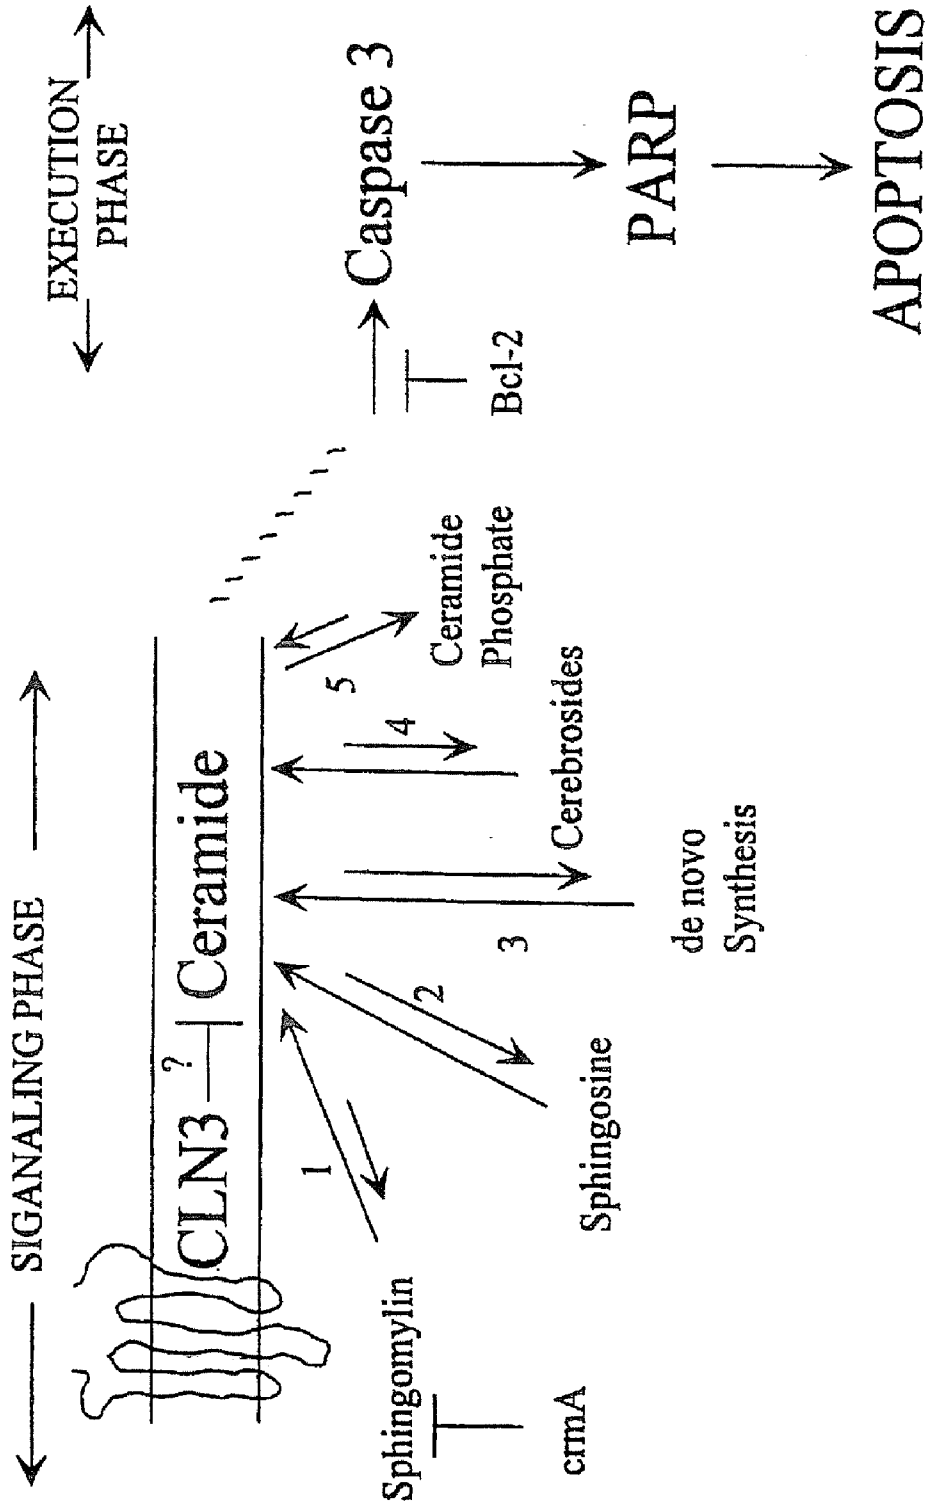 SIGANALING PHASE
EXECUTION
PHASE
CLN3
?
Ceramide
Caspase 3
1
2
3
4
5
Sphingomylin
crmA
Sphingosine
de novo
Synthesis
Cerebrosides
Ceramide
Phosphate
Bcl-2
PARP
APOPTOSIS